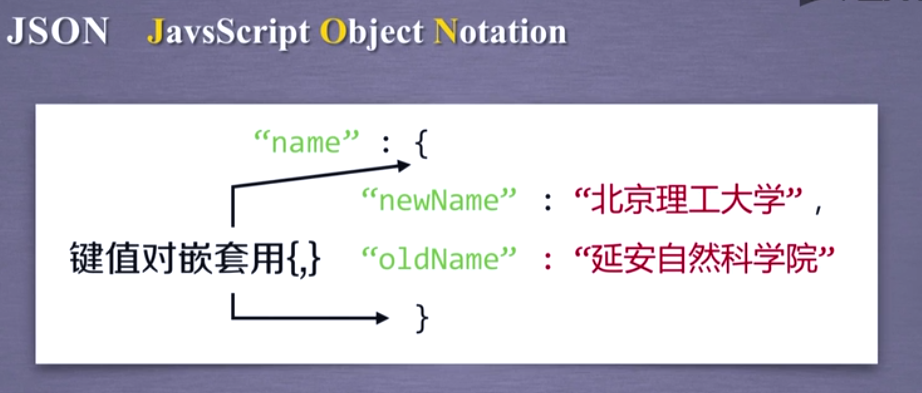 JSON JavsScript Object Notation
“name” : {
“newName” : “北京理工大学” ,
键值对嵌套用{,} “oldName” : “延安自然科学院”
}